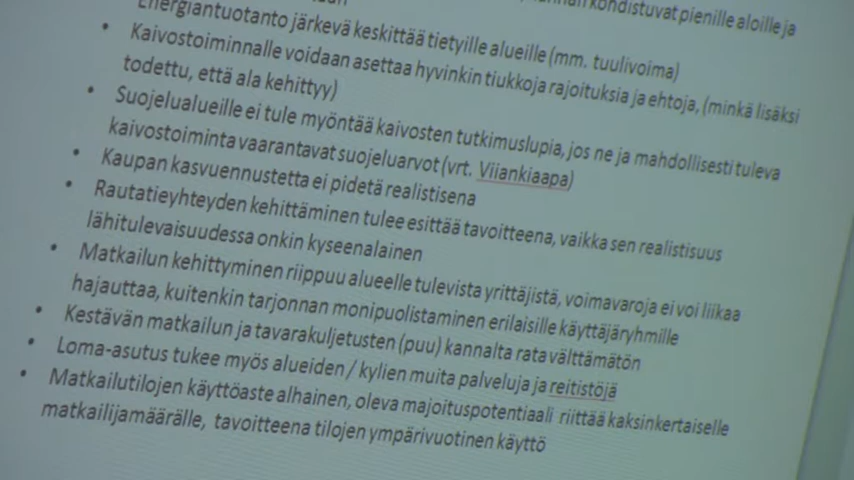 kohdistuvat pienille aloille ja
Energiantuotanto järkevä keskittää tietyille alueille (mm. tuulivoima)
• Kaivostoiminnalle voidaan asettaa hyvinkin tiukkoja rajoituksia ja ehtoja, (minkä lisäksi
todettu, että ala kehittyy)
• Suojelualueille ei tule myöntää kaivosten tutkimuslupia, jos ne ja mahdollisesti tuleva
kaivostoiminta vaarantavat suojeluarvot (vrt. Viiankiaapa)
• Kaupan kasvuennustetta ei pidetä realistisena
• Rautatieyhteyden kehittäminen tulee esittää tavoitteena, vaikka sen realistisuus
lähitulevaisuudessa onkin kyseenalainen
• Matkailun kehittyminen riippuu alueelle tulevista yrittäjistä, voimavaroja ei voi liikaa
hajauttaa, kuitenkin tarjonnan monipuolistaminen erilaisille käyttäjäryhmille
• Kestävän matkailun ja tavarakuljetusten (puu) kannalta rata välttämätön
• Loma-asutus tukee myös alueiden / kylien muita palveluja ja reitistöjä
• Matkailutilojen käyttöaste alhainen, oleva majoituspotentiaali riittää kaksinkertaiselle
matkailijamäärälle, tavoitteena tilojen ympärivuotinen käyttö